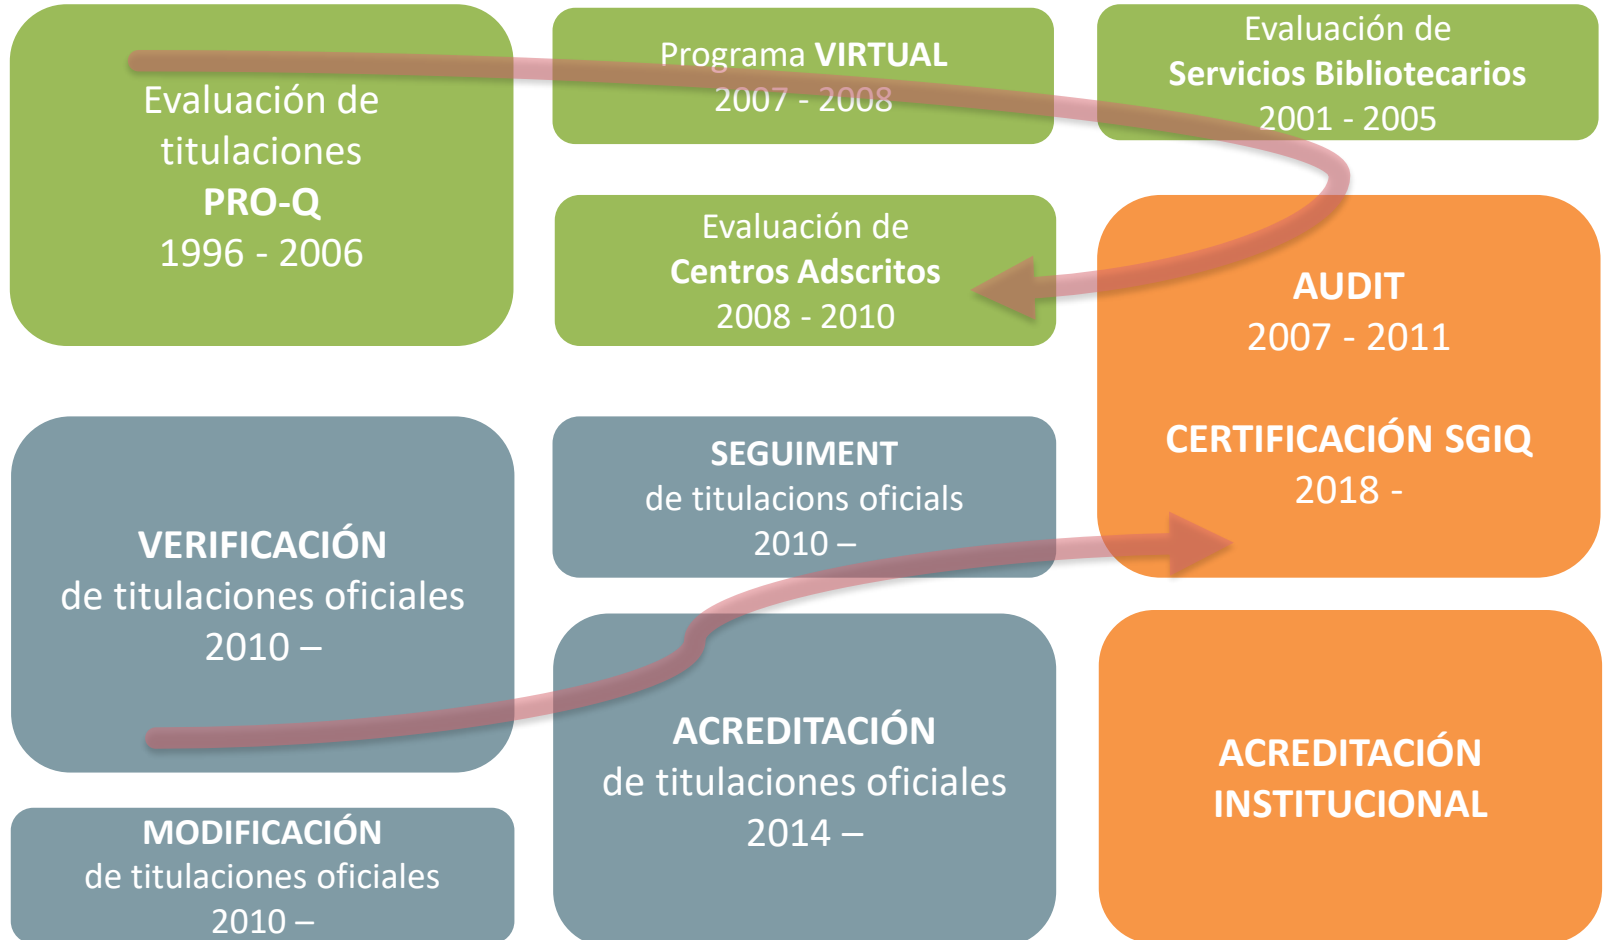 Evaluación de
titulaciones
PRO-Q
1996 - 2006
Programa VIRTUAL
2007 - 2008
Evaluación de
Servicios Bibliotecarios
2001 - 2005
Evaluación de
Centros Adscritos
2008 - 2010
AUDIT
2007 - 2011
CERTIFICACIÓN SGIQ
2018 -
VERIFICACIÓN
de titulaciones oficiales
2010 –
SEGUIMENT
de titulacions oficials
2010 –
MODIFICACIÓN
de titulaciones oficiales
2010 –
ACREDITACIÓN
de titulaciones oficiales
2014 –
ACREDITACIÓN
INSTITUCIONAL